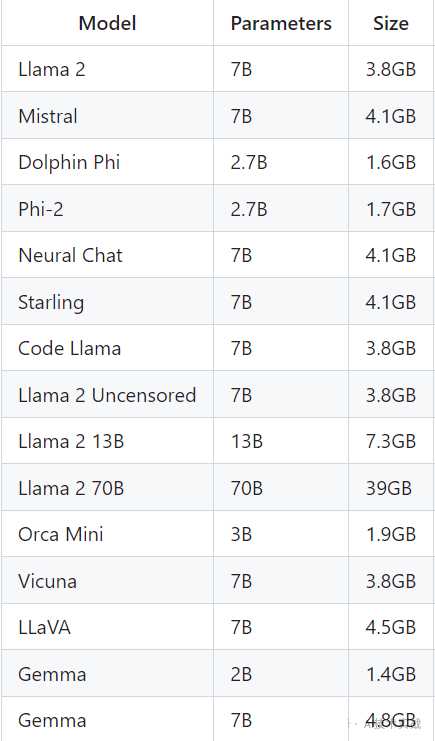 Model Parameters Size
Llama 2 7B 3.8GB
Mistral 7B 4.1GB
Dolphin Phi 2.7B 1.6GB
Phi-2 2.7B 1.7GB
Neural Chat 7B 4.1GB
Starling 7B 4.1GB
Code Llama 7B 3.8GB
Llama 2 Uncensored 7B 3.8GB
Llama 2 13B 13B 7.3GB
Llama 2 70B 70B 39GB
Orca Mini 3B 1.9GB
Vicuna 7B 3.8GB
LLaVA 7B 4.5GB
Gemma 2B 1.4GB
Gemma 7B 4.8GB